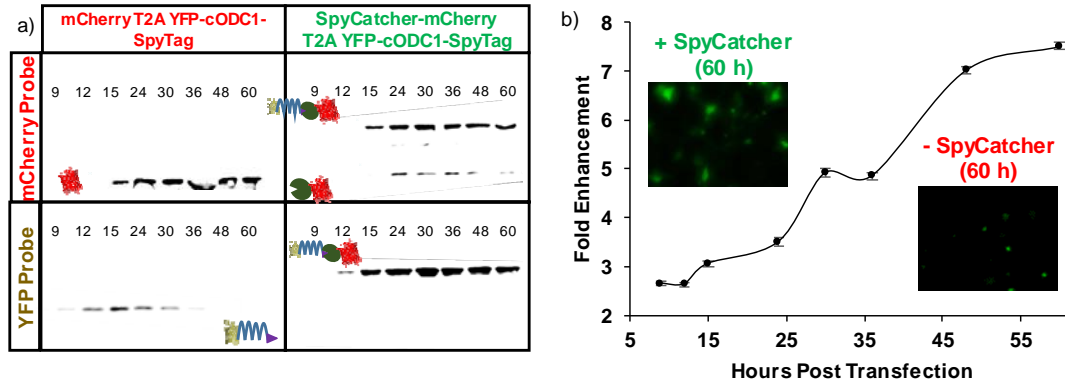 a)
mCherry T2A YFP-cODC1-
SpyTag
SpyCatcher-mCherry
T2A YFP-cODC1-SpyTag
mCherry Probe
9 12 15 24 30 36 48 60
9 12 15 24 30 36 48 60
YFP Probe
9 12 15 24 30 36 48 60
9 12 15 24 30 36 48 60
b)
Fold Enhancement
8
7
6
5
4
3
2
5 15 25 35 45 55
Hours Post Transfection
+ SpyCatcher
(60 h)
- SpyCatcher
(60 h)